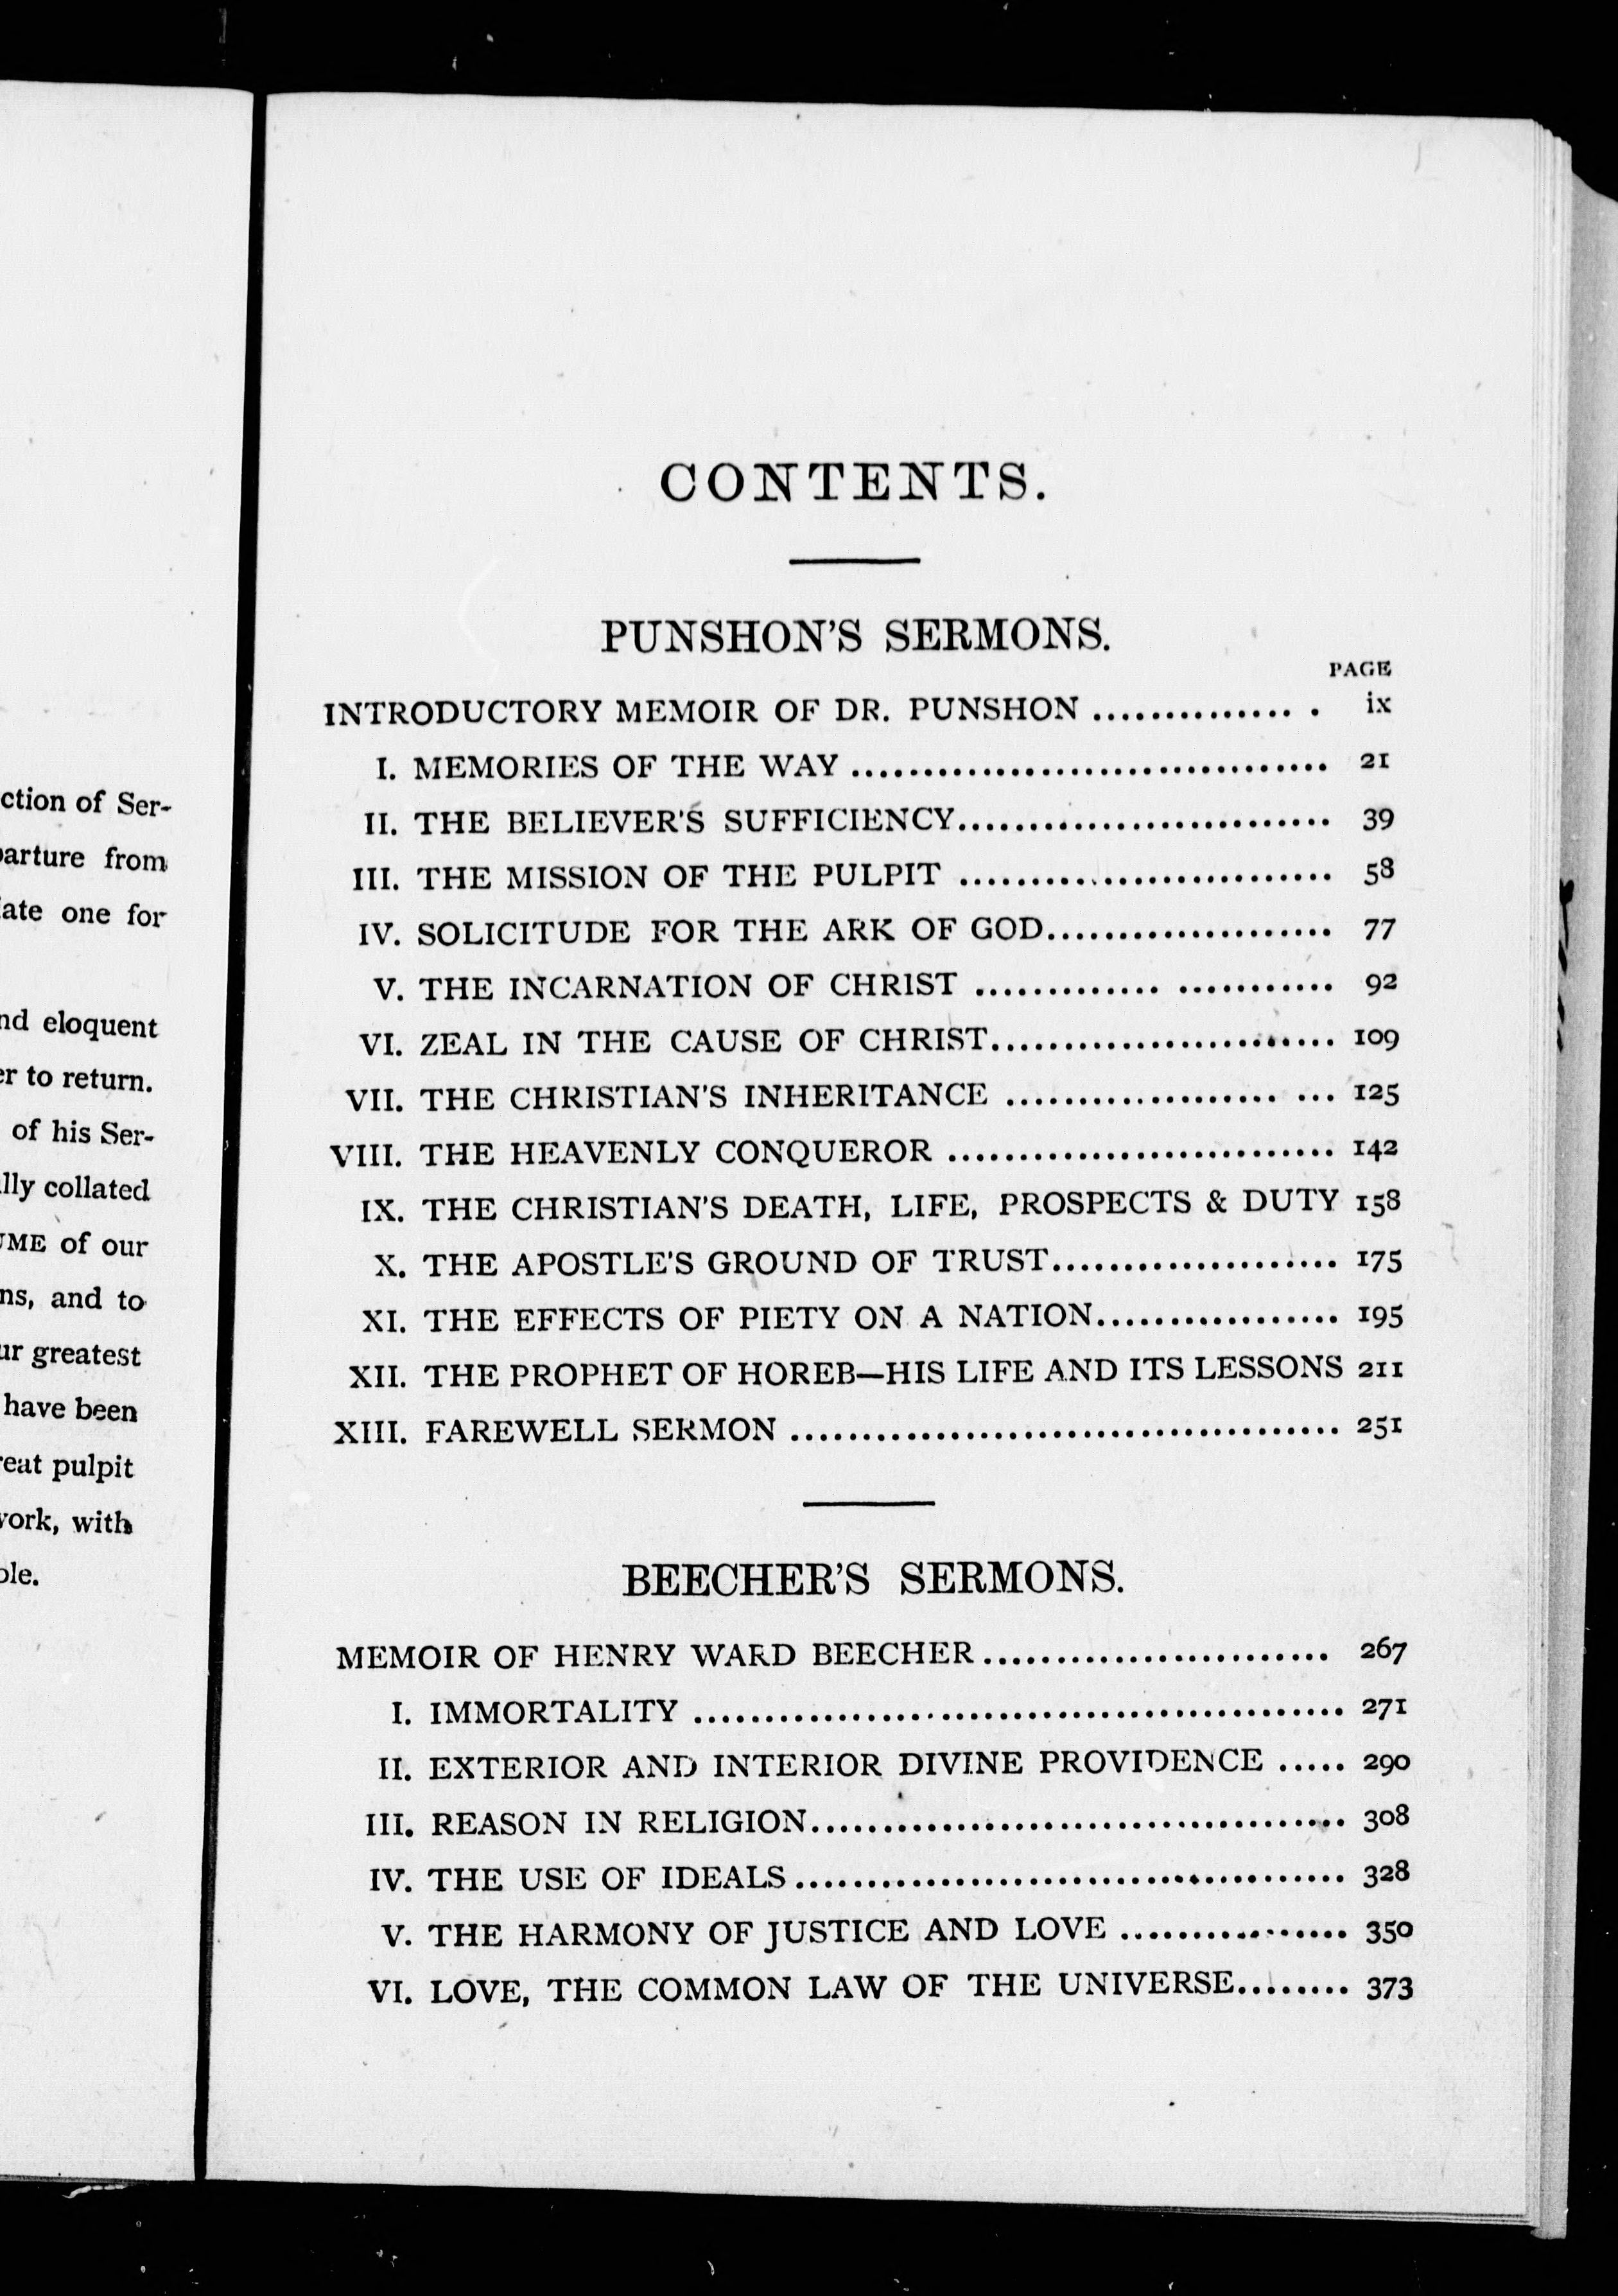 ction of Ser-
from
ate one for
nd eloquent
to return.
of his Ser-
lly collated
of our
ns, and to
greatest
have been
pulpit
with
CONTENTS.
PUNSHON'S SERMONS.
PAGE
INTRODUCTORY MEMOIR OF DR. PUNSHON ............... . ix
I. MEMORIES OF THE WAY ................................. 21
II. THE BELIEVER'S SUFFICIENCY.......................... 39
III. THE MISSION OF THE PULPIT .......................... 58
IV. SOLICITUDE FOR THE ARK OF GOD.................... 77
V. THE INCARNATION OF CHRIST ............. ........... 92
VI. ZEAL IN THE CAUSE OF CHRIST........................ 109
VII. THE CHRISTIAN'S INHERITANCE ................... ... 125
VIII. THE HEAVENLY CONQUEROR ........................... 142
IX. THE CHRISTIAN'S DEATH, LIFE, PROSPECTS & DUTY 158
X. THE APOSTLE'S GROUND OF TRUST.................... 175
XI. THE EFFECTS OF PIETY ON A NATION................. 195
XII. THE PROPHET OF HOREB—HIS LIFE AND ITS LESSONS 211
XIII. FAREWELL SERMON ...................................... 251
BEECHER'S SERMONS.
MEMOIR OF HENRY WARD BEECHER........................ 267
I. IMMORTALITY ............................................. 271
II. EXTERIOR AND INTERIOR DIVINE PROVIDENCE ..... 290
III. REASON IN RELIGION..................................... 308
IV. THE USE OF IDEALS...................................... 328
V. THE HARMONY OF JUSTICE AND LOVE ................ 350
VI. LOVE, THE COMMON LAW OF THE UNIVERSE........ 373